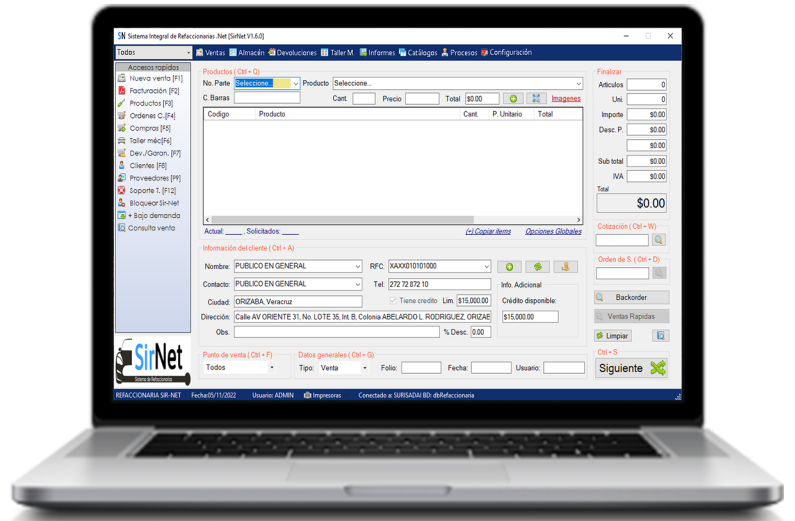 SN Sistema Integral de Refaccionarias .Net [SirNet V1.6.0]
Todas
Ventas Almacén Devoluciones Taller M. Informes Catálogos Procesos Configuración
Accesos rapidos
Nueva venta [F1]
Facturación [F2]
Productos [F3]
Ordenes C.[F4]
Compras [F5]
Taller méc[F6]
Dev./Garan. [F7]
Clientes [F8]
Proveedores [F9]
Soporte T. [F12]
Bloquear Sir-Net
+ Bajo demanda
Consulta venta
SirNet
Sistema de Refaccionarias
Productos ( Ctrl + Q)
No. Parte Seleccione... Producto Seleccione...
C. Barras Cant. Precio Total $0.00 Imagenes
Codigo Producto Cant. P. Unitario Total
Actual: _____ , Solicitados: _____ (+) Copiar items Opciones Globales
Información del cliente ( Ctrl + A)
Nombre: PUBLICO EN GENERAL RFC: XAXX010101000
Contacto: PUBLICO EN GENERAL Tel: 272 72 872 10 Info. Adicional
Ciudad: ORIZABA, Veracruz Tiene credito Lim. $15,000.00 Crédito disponible:
Dirección: Calle AV ORIENTE 31, No. LOTE 35, Int. B, Colonia ABELARDO L. RODRIGUEZ, ORIZAE $15,000.00
Obs. % Desc. 0.00
Punto de venta ( Ctrl + F)
Todos
Datos generales ( Ctrl + G)
Tipo: Venta Folio: Fecha: Usuario:
Finalizar
Articulos 0
Uni. 0
Importe $0.00
Desc. P. $0.00
$0.00
Sub total $0.00
IVA $0.00
Total
$0.00
Cotización ( Ctrl + W)
Orden de S. ( Ctrl + D)
Backorder
Ventas Rapidas
Limpiar
Ctrl + S
Siguiente
REFACCIONARIA SIR-NET Fecha:05/11/2022 Usuario: ADMIN Impresoras Conectado a: SURISADAI BD: dbRefaccionaria